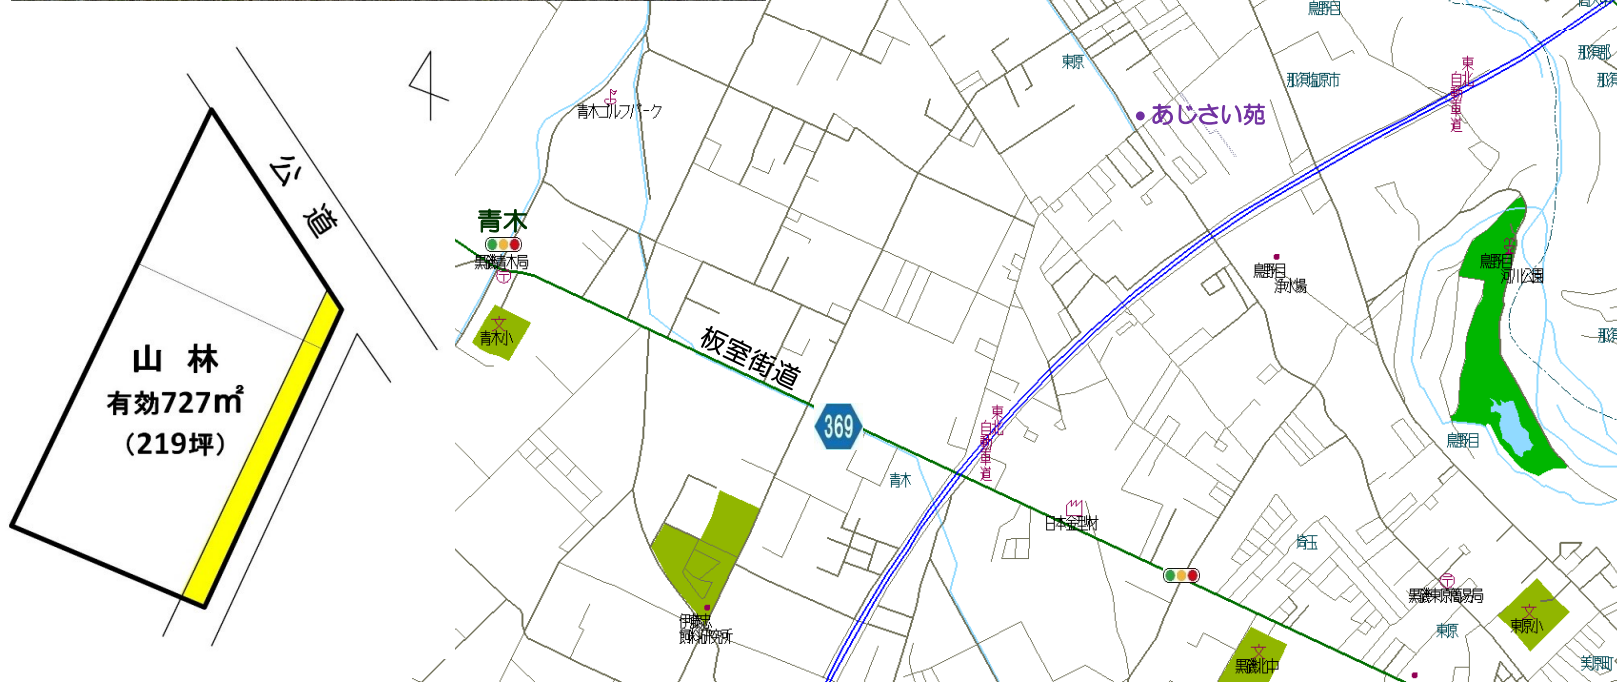 公道
山 林
有効727㎡
（219坪）
鳥野目
那須郡
那須塩原市
東北自動車道
東原
青木ゴルフパーク
あじさい苑
青木
黒磯青木局
青木小
鳥野目
浄水場
鳥野目
河川公園
板室街道
369
東北自動車道
鳥野目
青木
日本金型材
埼玉
黒磯東原簡易局
東原
東原小
伊藤忠
飼料研究所
黒磯北中
美原町